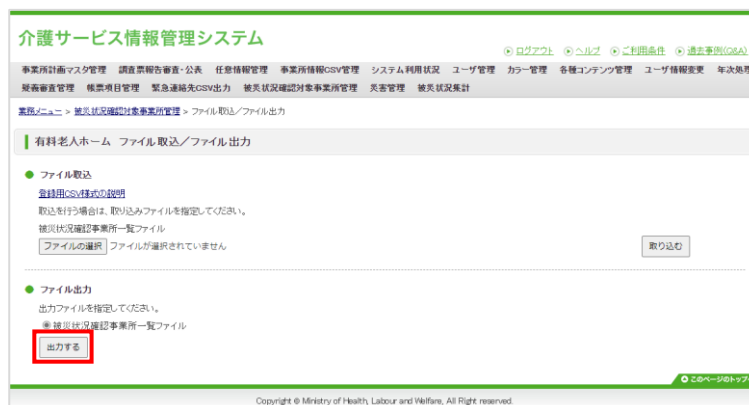 介護サービス情報管理システム
ログアウト ヘルプ ご利用条件 過去事例(Q&A)
事業所計画マスタ管理 調査票報告審査・公表 任意情報管理 事業所情報CSV管理 システム利用状況 ユーザ管理 カラー管理 各種コンテンツ管理 ユーザ情報変更 年次処理
疑義審査管理 帳票項目管理 緊急連絡先CSV出力 被災状況確認対象事業所管理 災害管理 被災状況集計
業務メニュー > 被災状況確認対象事業所管理 > ファイル取込/ファイル出力
有料老人ホーム ファイル取込/ファイル出力
ファイル取込
登録用CSV様式の説明
取込を行う場合は、取り込みファイルを指定してください。
被災状況確認事業所一覧ファイル
ファイルの選択 ファイルが選択されていません 取り込む
ファイル出力
出力ファイルを指定してください。
被災状況確認事業所一覧ファイル
出力する
このページのトップへ
Copyright © Ministry of Health, Labour and Welfare, All Right reserved.